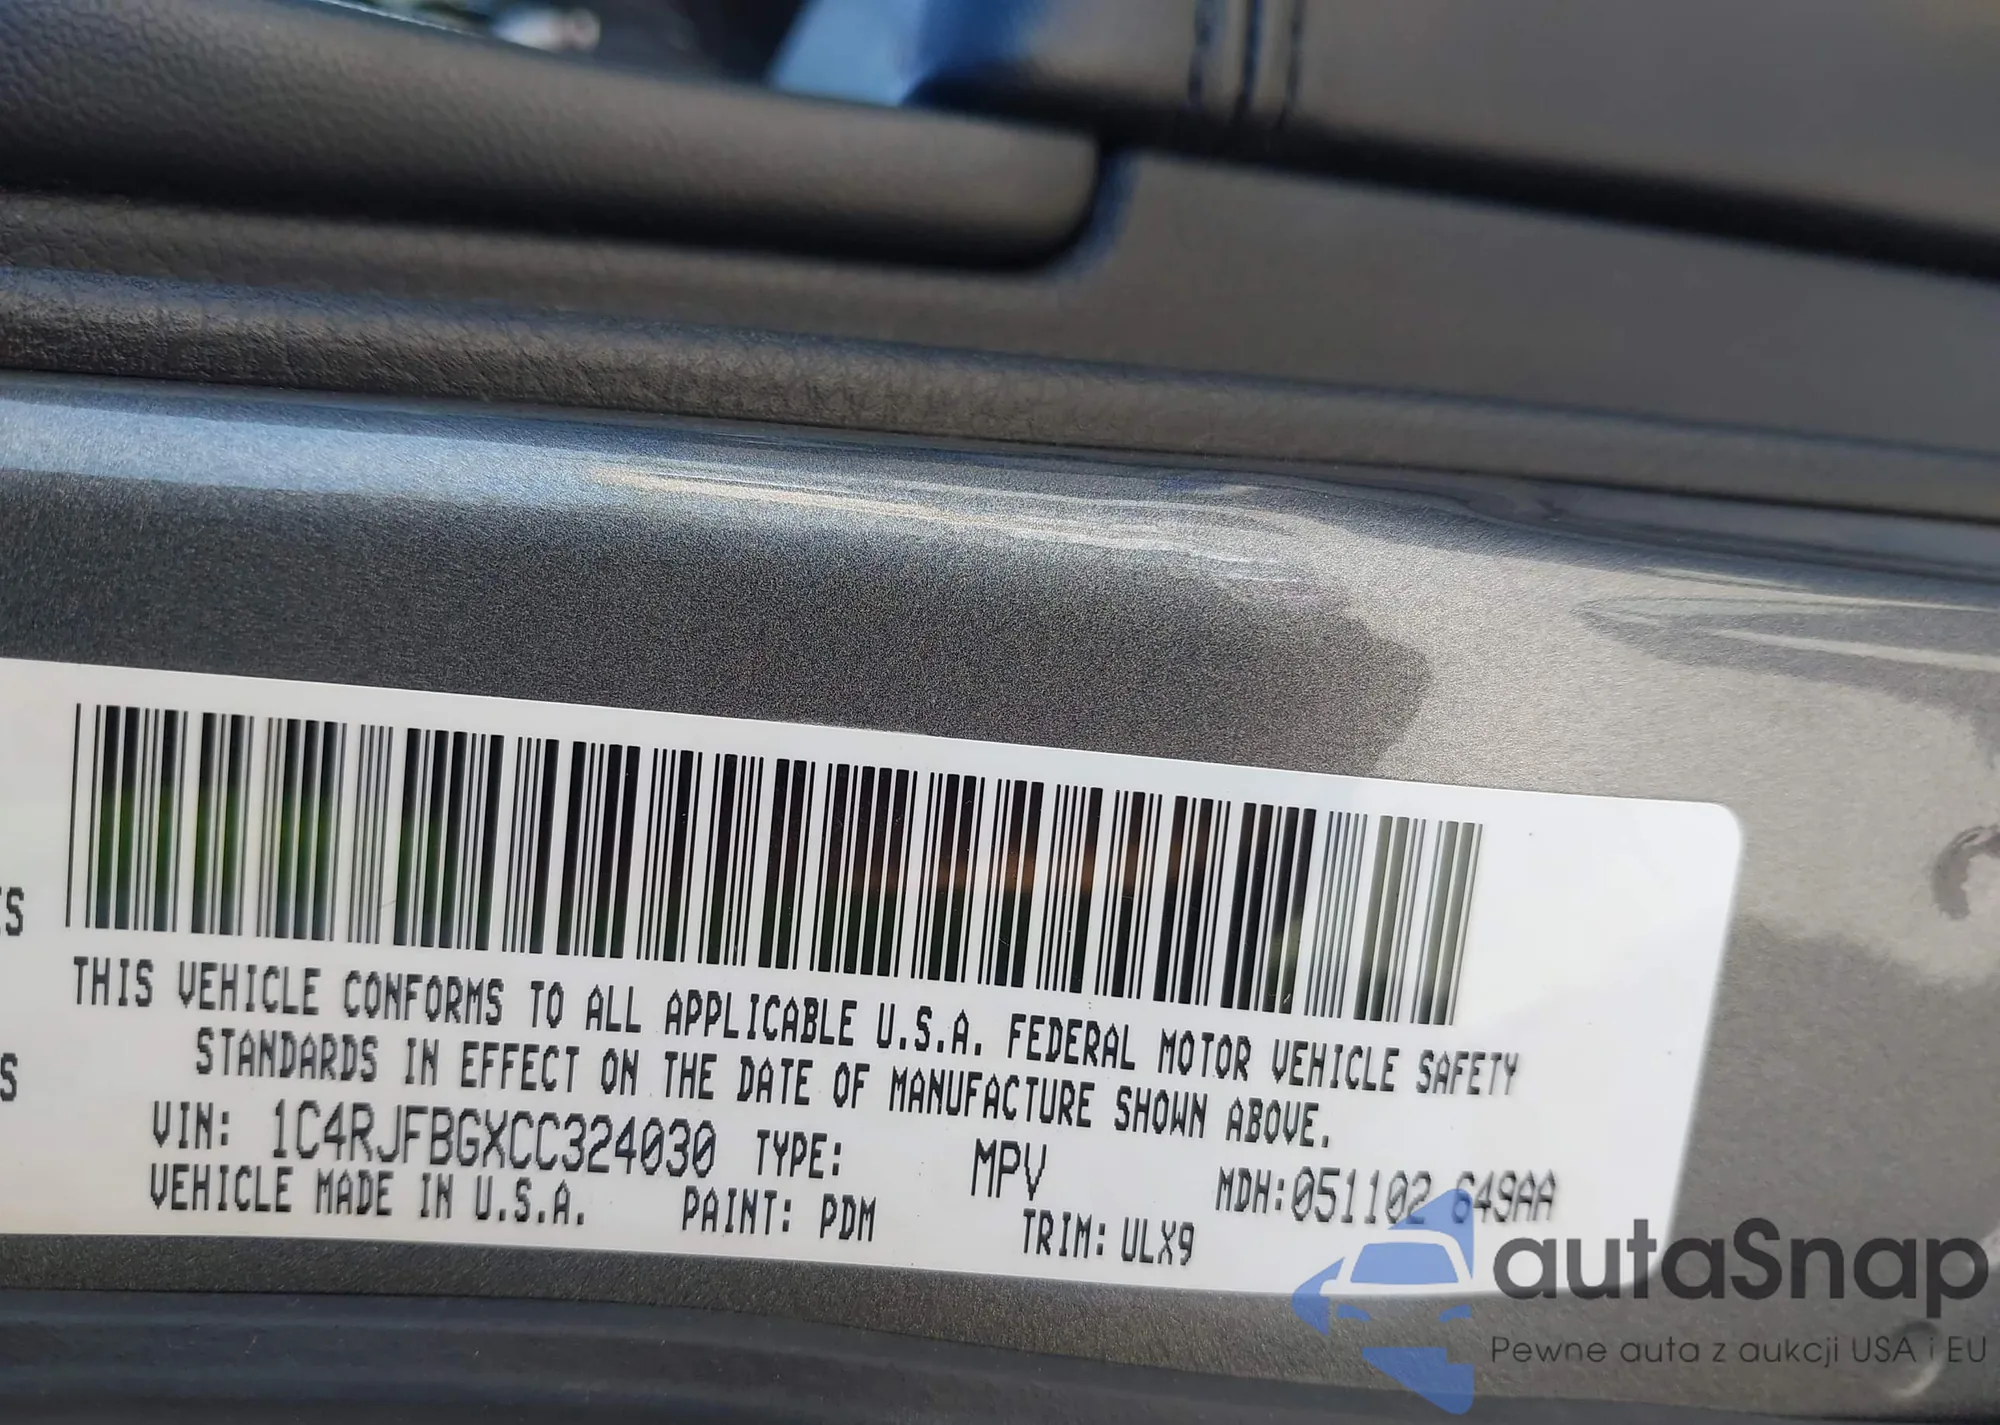 THIS VEHICLE CONFORMS TO ALL APPLICABLE U.S.A. FEDERAL MOTOR VEHICLE SAFETY
STANDARDS IN EFFECT ON THE DATE OF MANUFACTURE SHOWN ABOVE.
VIN: 1C4RJFBGXCC324030 TYPE: MPV MDH:051102 649AA
VEHICLE MADE IN U.S.A. PAINT: PDM TRIM: ULX9
autaSnap
Pewne auta z aukcji USA i EU